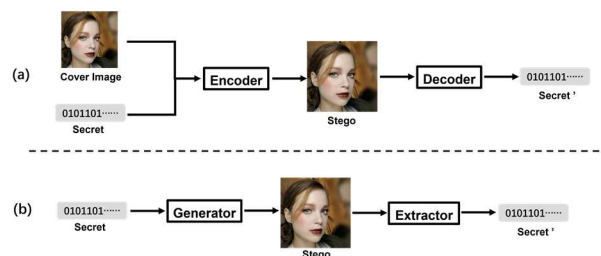 (a)
Cover Image
0101101······
Secret
Encoder
Stego
Decoder
0101101······
Secret '
(b)
0101101······
Secret
Generator
Stego
Extractor
0101101······
Secret '